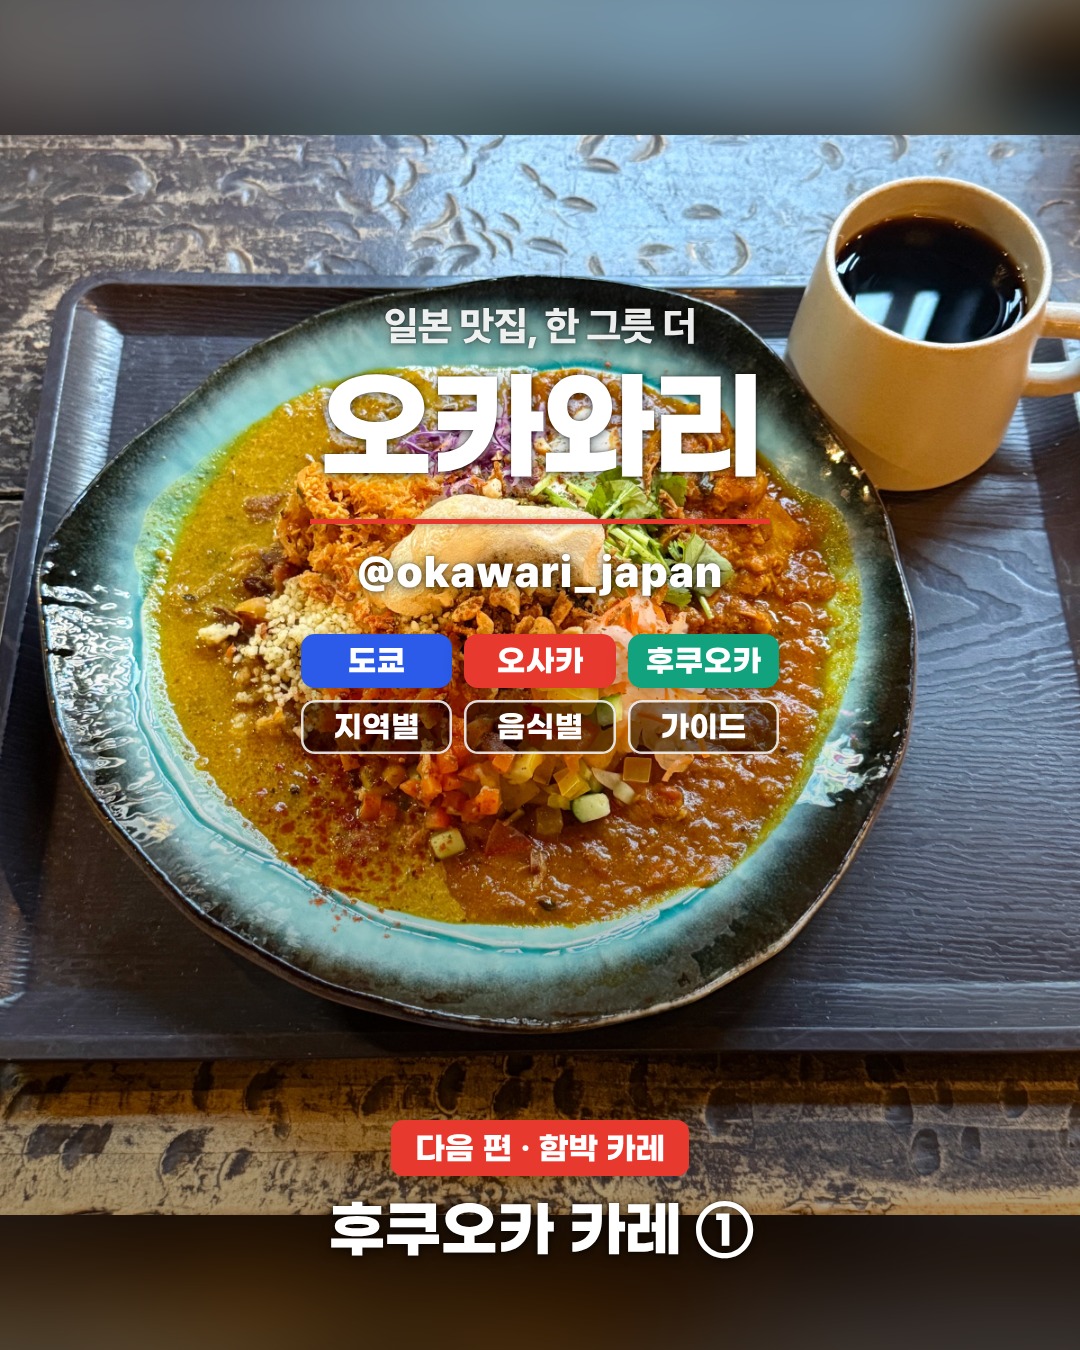 일본 맛집, 한 그릇 더
오카와리
@okawari_japan
도쿄 오사카 후쿠오카
지역별 음식별 가이드
다음 편 · 함박 카레
후쿠오카 카레 ①